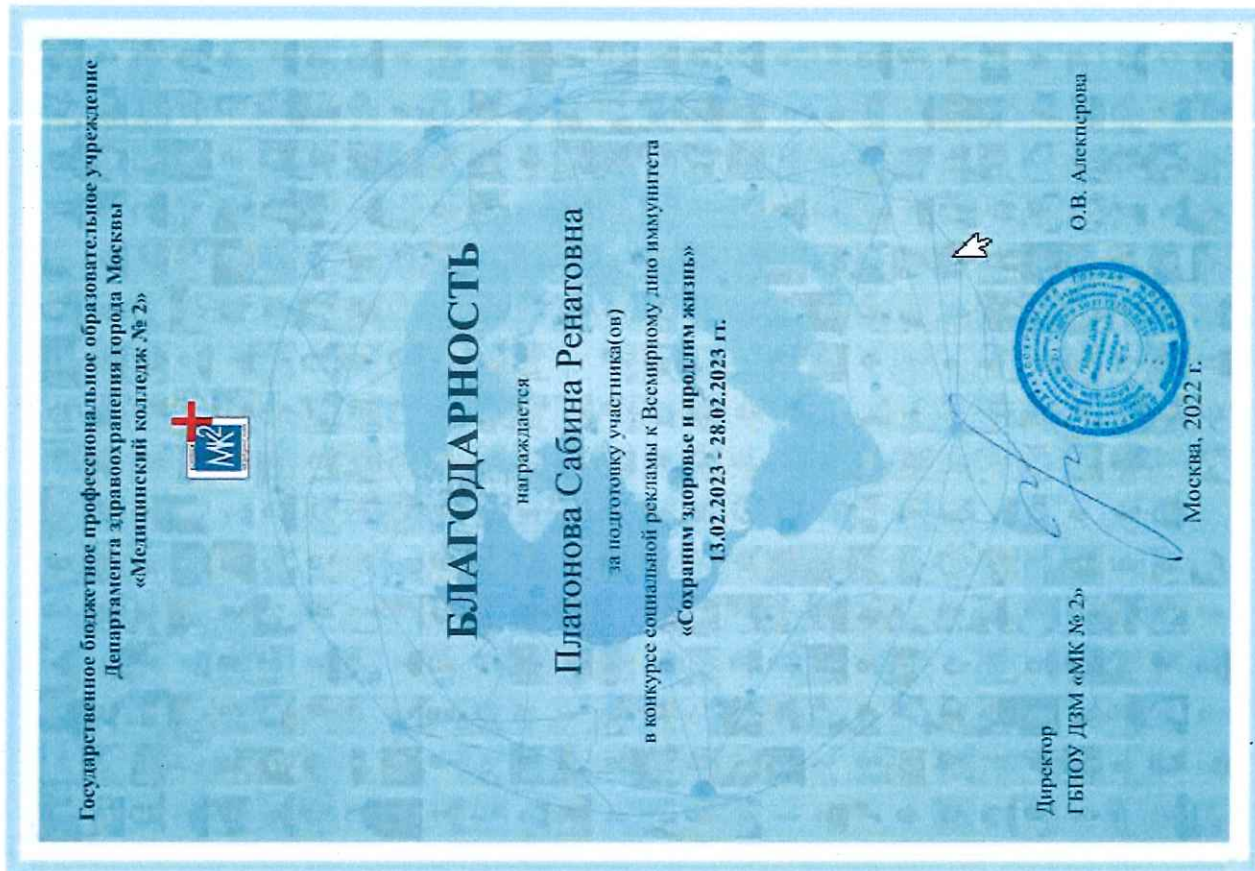 Государственное бюджетное профессиональное образовательное учреждение
Департамента здравоохранения города Москвы
«Медицинский колледж № 2»
МК2
БЛАГОДАРНОСТЬ
награждается
Платонова Сабина Ренатовна
за подготовку участника(ов)
в конкурсе социальной рекламы к Всемирному дню иммунитета
«Сохраним здоровье и продлим жизнь»
13.02.2023 - 28.02.2023 гг.
Директор
ГБПОУ ДЗМ «МК № 2»
О.В. Алекперова
Москва, 2022 г.